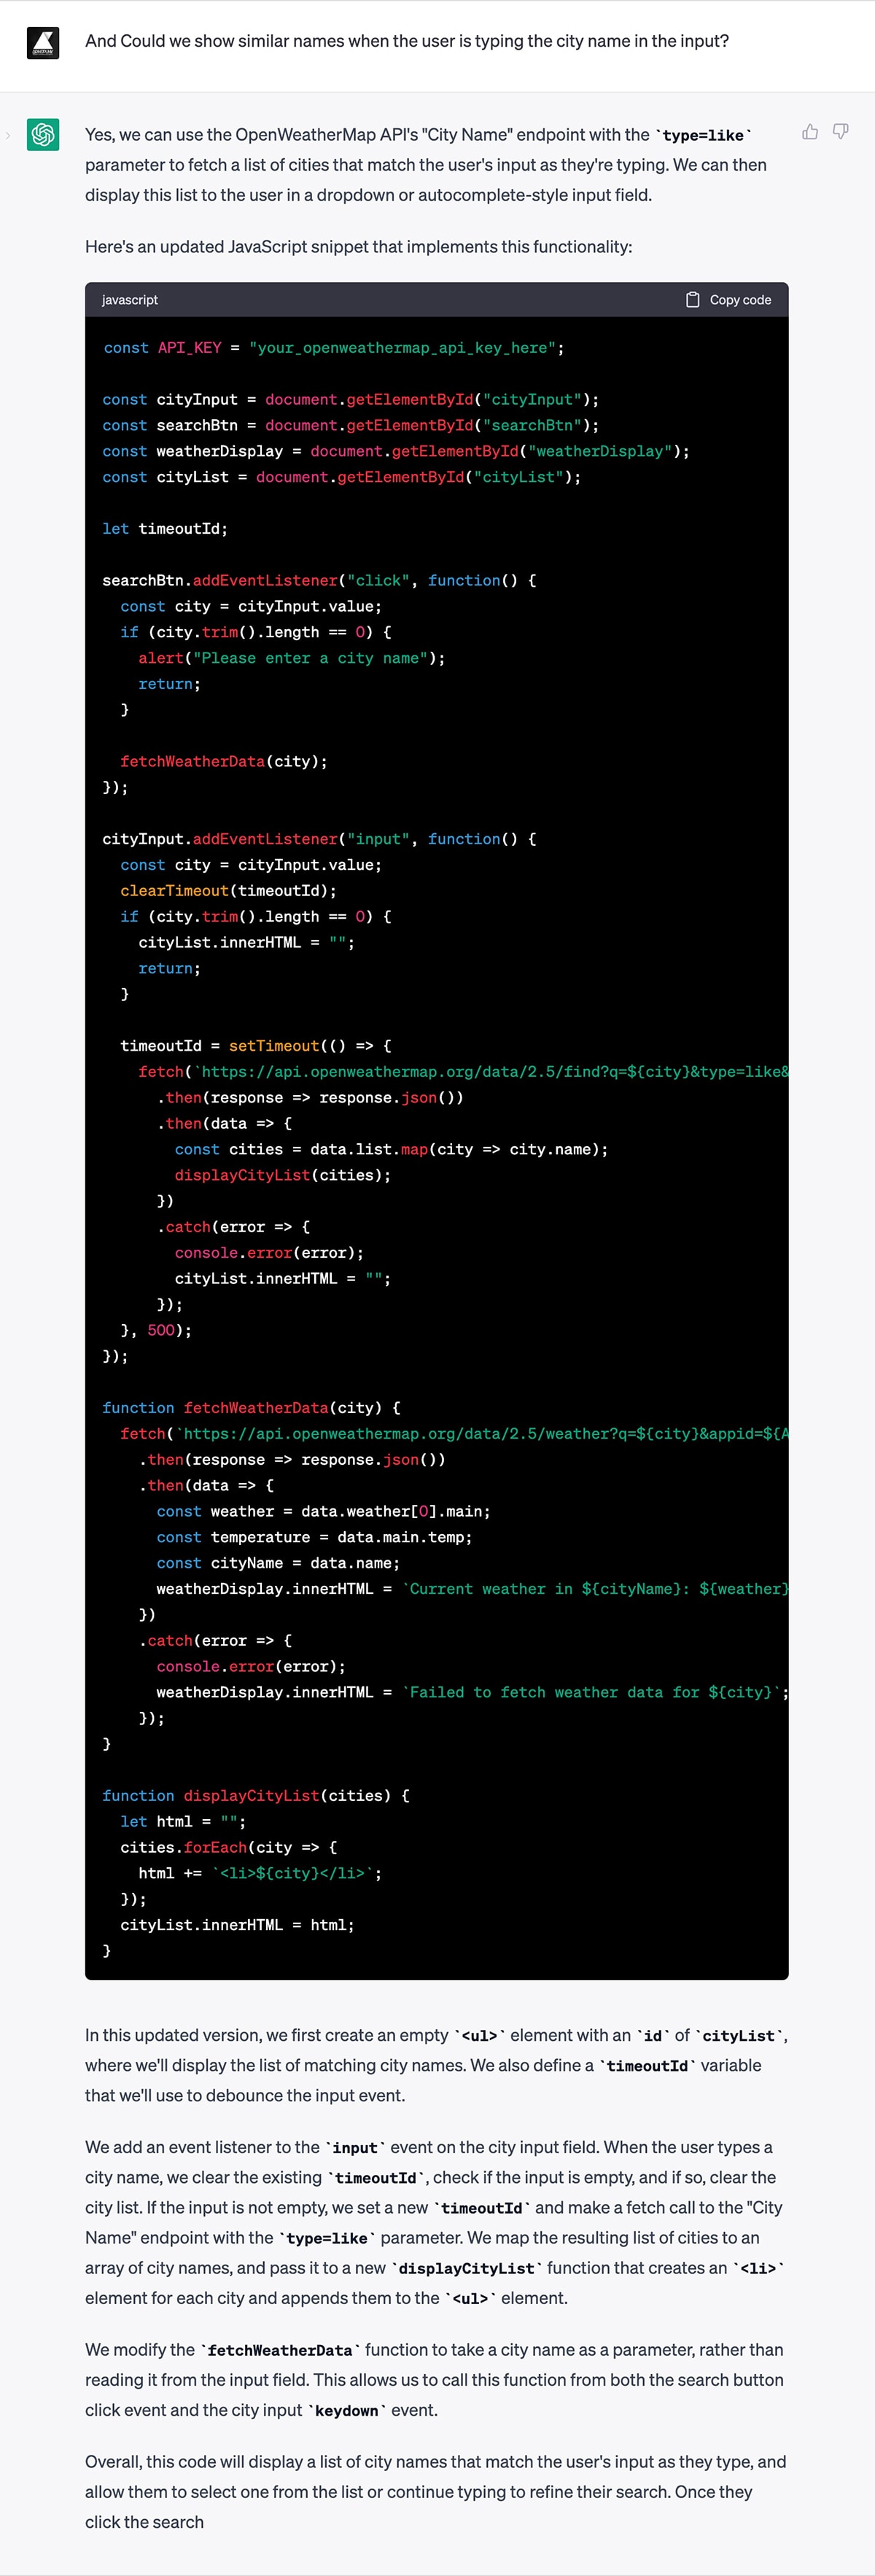 And Could we show similar names when the user is typing the city name in the input?
Yes, we can use the OpenWeatherMap API's "City Name" endpoint with the `type=like`
parameter to fetch a list of cities that match the user's input as they're typing. We can then
display this list to the user in a dropdown or autocomplete-style input field.
Here's an updated JavaScript snippet that implements this functionality:
javascript
Copy code
const API_KEY = "your_openweathermap_api_key_here";
const cityInput = document.getElementById("cityInput");
const searchBtn = document.getElementById("searchBtn");
const weatherDisplay = document.getElementById("weatherDisplay");
const cityList = document.getElementById("cityList");
let timeoutId;
searchBtn.addEventListener("click", function() {
const city = cityInput.value;
if (city.trim().length == 0) {
alert("Please enter a city name");
return;
}
fetchWeatherData(city);
});
cityInput.addEventListener("input", function() {
const city = cityInput.value;
clearTimeout(timeoutId);
if (city.trim().length == 0) {
cityList.innerHTML = "";
return;
}
timeoutId = setTimeout(() => {
fetch(`https://api.openweathermap.org/data/2.5/find?q=${city}&type=like&
.then(response => response.json())
.then(data => {
const cities = data.list.map(city => city.name);
displayCityList(cities);
})
.catch(error => {
console.error(error);
cityList.innerHTML = "";
});
}, 500);
});
function fetchWeatherData(city) {
fetch(`https://api.openweathermap.org/data/2.5/weather?q=${city}&appid=${A
.then(response => response.json())
.then(data => {
const weather = data.weather[0].main;
const temperature = data.main.temp;
const cityName = data.name;
weatherDisplay.innerHTML = `Current weather in ${cityName}: ${weather}
})
.catch(error => {
console.error(error);
weatherDisplay.innerHTML = `Failed to fetch weather data for ${city}`;
});
}
function displayCityList(cities) {
let html = "";
cities.forEach(city => {
html += `<li>${city}</li>`;
});
cityList.innerHTML = html;
}
In this updated version, we first create an empty `<ul>` element with an `id` of `cityList`,
where we'll display the list of matching city names. We also define a `timeoutId` variable
that we'll use to debounce the input event.
We add an event listener to the `input` event on the city input field. When the user types a
city name, we clear the existing `timeoutId`, check if the input is empty, and if so, clear the
city list. If the input is not empty, we set a new `timeoutId` and make a fetch call to the "City
Name" endpoint with the `type=like` parameter. We map the resulting list of cities to an
array of city names, and pass it to a new `displayCityList` function that creates an `<li>`
element for each city and appends them to the `<ul>` element.
We modify the `fetchWeatherData` function to take a city name as a parameter, rather than
reading it from the input field. This allows us to call this function from both the search button
click event and the city input `keydown` event.
Overall, this code will display a list of city names that match the user's input as they type, and
allow them to select one from the list or continue typing to refine their search. Once they
click the search